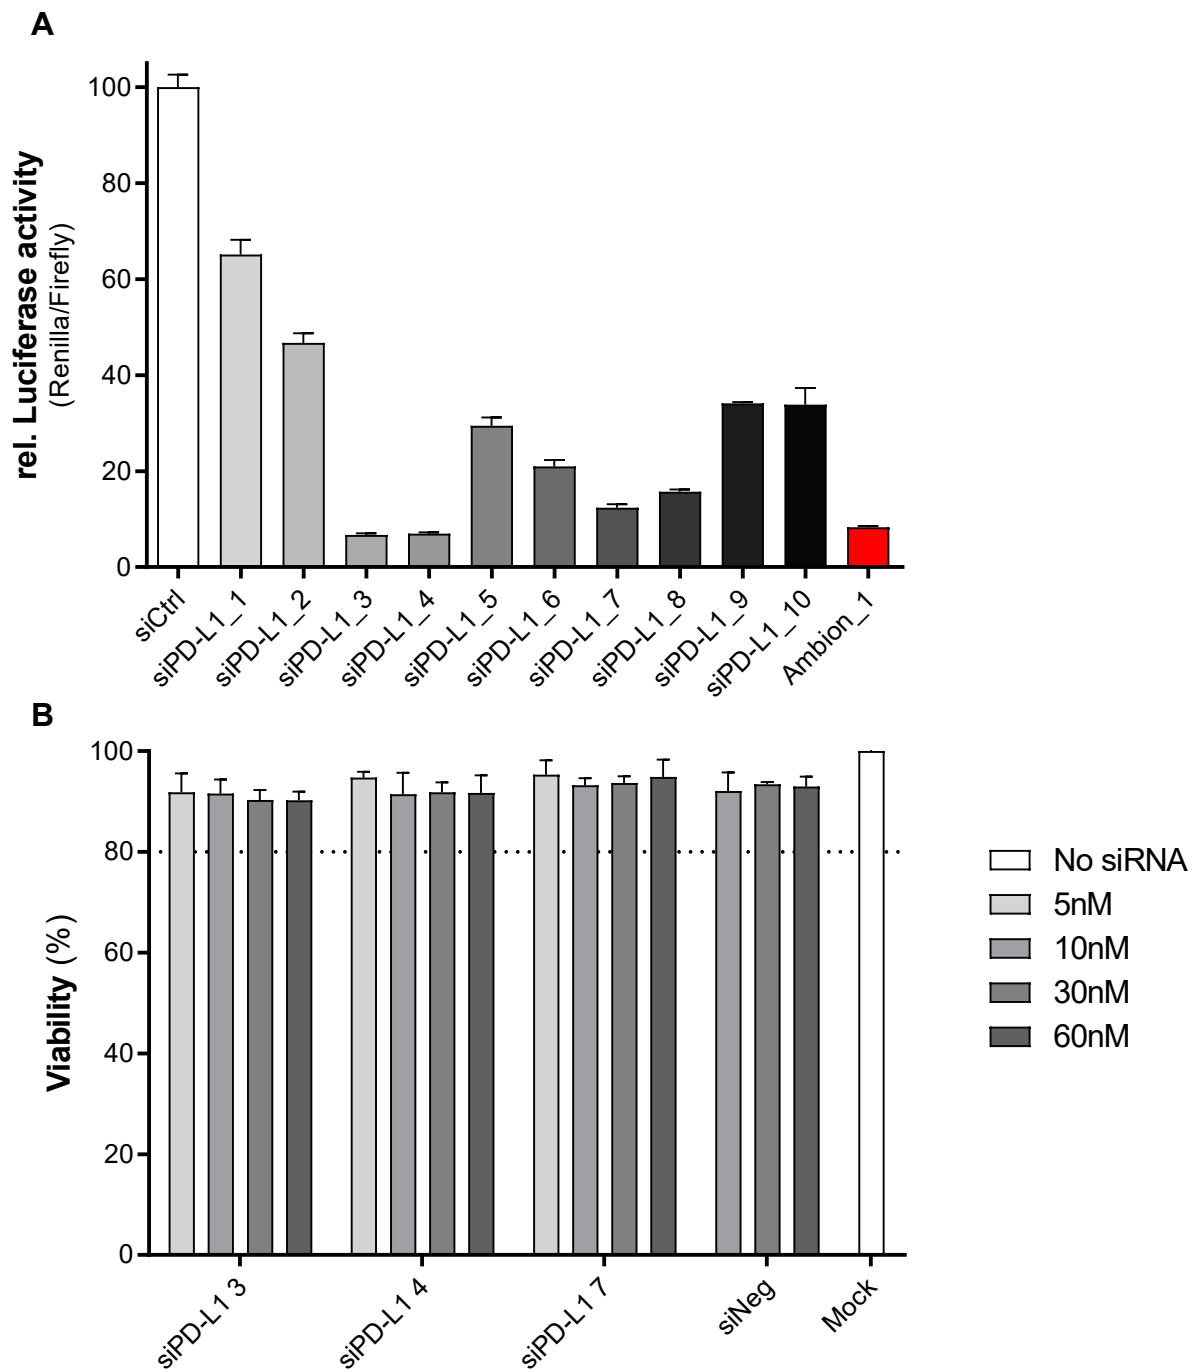 A
rel. Luciferase activity
(Renilla/Firefly)
100
80
60
40
20
0
siCtrl
siPD-L1_1
siPD-L1_2
siPD-L1_3
siPD-L1_4
siPD-L1_5
siPD-L1_6
siPD-L1_7
siPD-L1_8
siPD-L1_9
siPD-L1_10
Ambion_1
B
Viability (%)
100
80
60
40
20
0
siPD-L1 3
siPD-L1 4
siPD-L1 7
siNeg
Mock
No siRNA
5nM
10nM
30nM
60nM